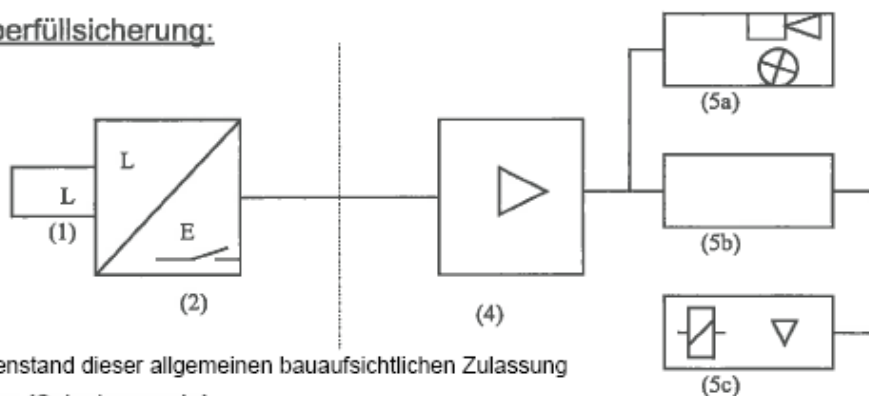 berfüllsicherung:
(5a)
L
L
(1)
E
(5b)
(2)
(4)
enstand dieser allgemeinen bauaufsichtlichen Zulassung
(5c)